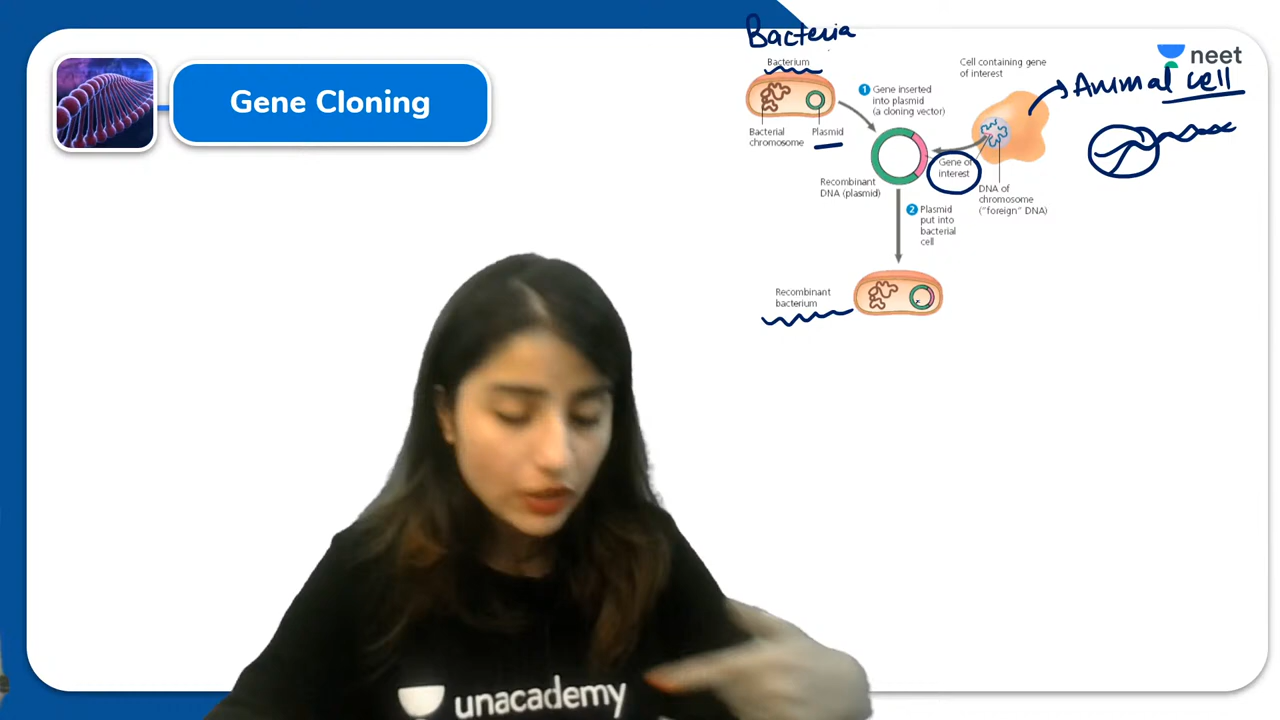 Gene Cloning
neet
Bacteria
Bacterium
Bacterial
chromosome
Plasmid
1 Gene inserted
into plasmid
(a cloning vector)
Cell containing gene
of interest
Animal cell
Gene of
interest
Recombinant
DNA (plasmid)
DNA of
chromosome
("foreign" DNA)
2 Plasmid
put into
bacterial
cell
Recombinant
bacterium
unacademy